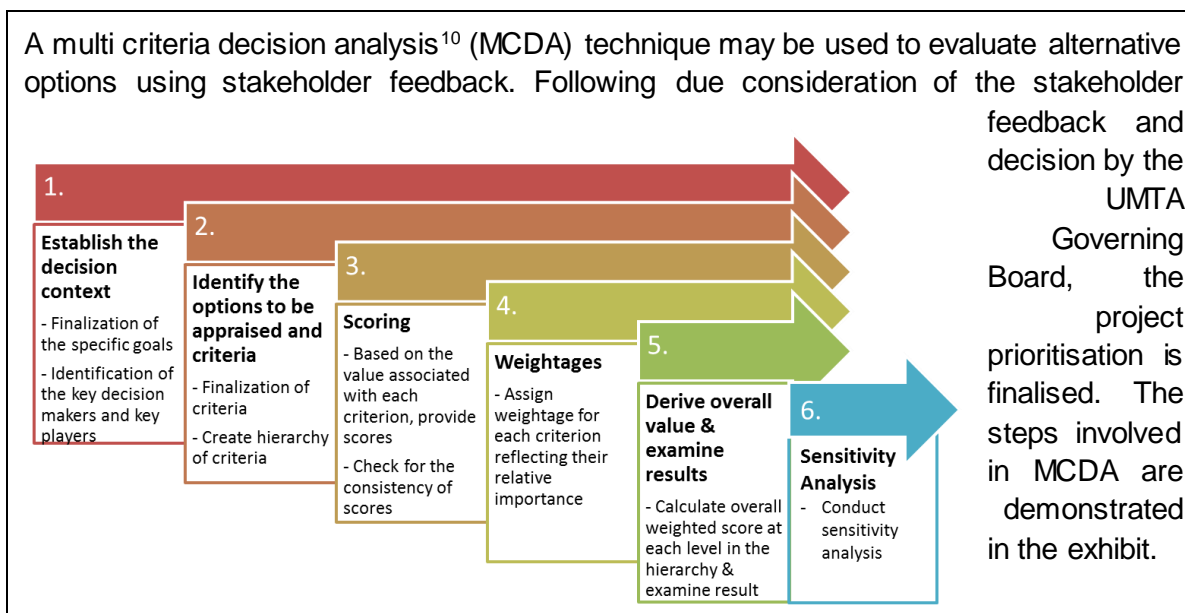 A multi criteria decision analysis10 (MCDA) technique may be used to evaluate alternative
options using stakeholder feedback. Following due consideration of the stakeholder
feedback and
decision by the
UMTA
Governing
Board, the
project
prioritisation is
finalised. The
steps involved
in MCDA are
demonstrated
in the exhibit.
1.
Establish the
decision
context
- Finalization of
the specific goals
- Identification of
the key decision
makers and key
players
2.
Identify the
options to be
appraised and
criteria
- Finalization of
criteria
- Create hierarchy
of criteria
3.
Scoring
- Based on the
value associated
with each
criterion, provide
scores
- Check for the
consistency of
scores
4.
Weightages
- Assign
weightage for
each criterion
reflecting their
relative
importance
5.
Derive overall
value &
examine
results
- Calculate overall
weighted score at
each level in the
hierarchy &
examine result
6.
Sensitivity
Analysis
- Conduct
sensitivity
analysis